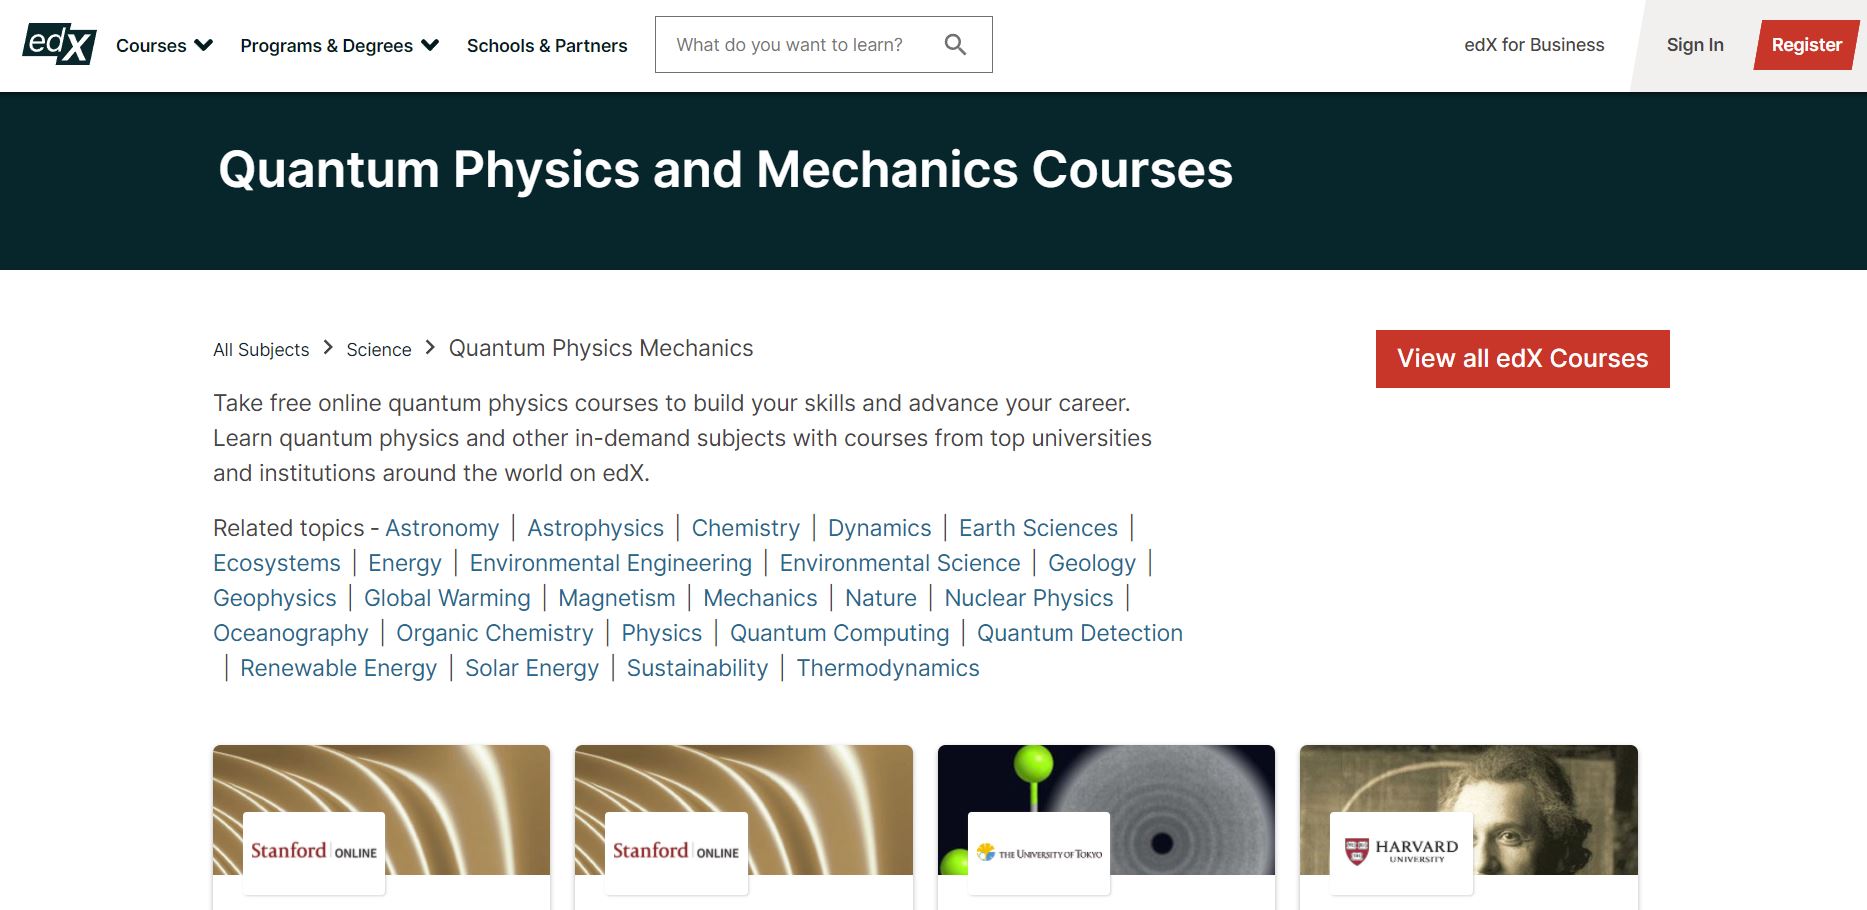 edX Courses Programs & Degrees Schools & Partners What do you want to learn? edX for Business Sign In Register
Quantum Physics and Mechanics Courses
All Subjects Science Quantum Physics Mechanics
View all edX Courses
Take free online quantum physics courses to build your skills and advance your career.
Learn quantum physics and other in-demand subjects with courses from top universities
and institutions around the world on edX.
Related topics - Astronomy | Astrophysics | Chemistry | Dynamics | Earth Sciences |
Ecosystems | Energy | Environmental Engineering | Environmental Science | Geology |
Geophysics | Global Warming | Magnetism | Mechanics | Nature | Nuclear Physics |
Oceanography | Organic Chemistry | Physics | Quantum Computing | Quantum Detection
| Renewable Energy | Solar Energy | Sustainability | Thermodynamics
Stanford | ONLINE
Stanford | ONLINE
THE UNIVERSITY OF TOKYO
HARVARD
UNIVERSITY